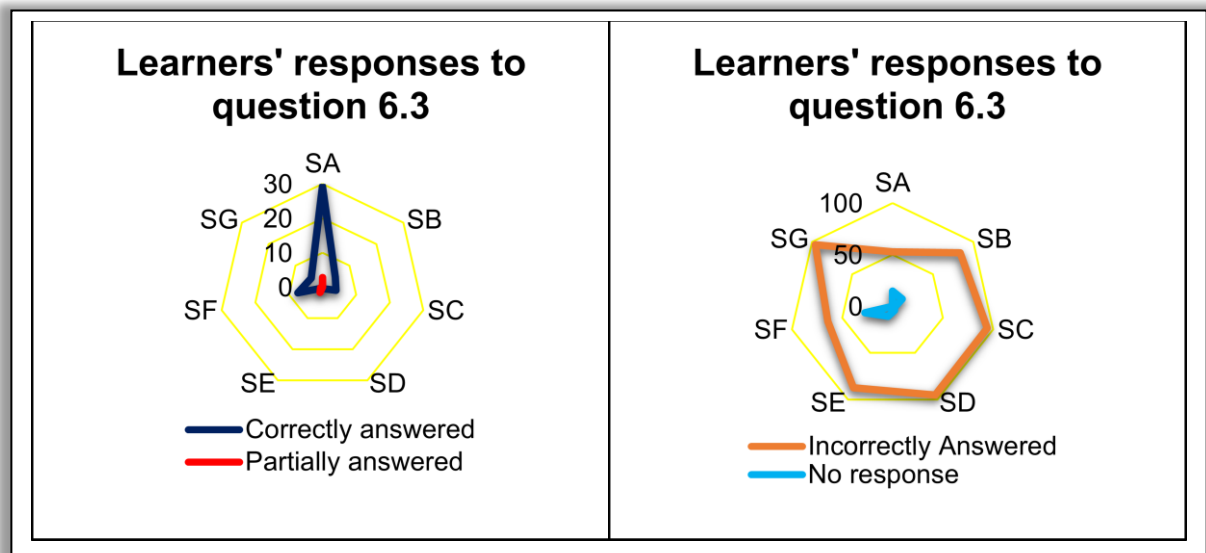 Learners' responses to
question 6.3
SA
30
20
SG
SB
10
0
SF
SC
SE
SD
Correctly answered
Partially answered
Learners' responses to
question 6.3
SA
100
SG
SB
50
0
SF
SC
SE
SD
Incorrectly Answered
No response